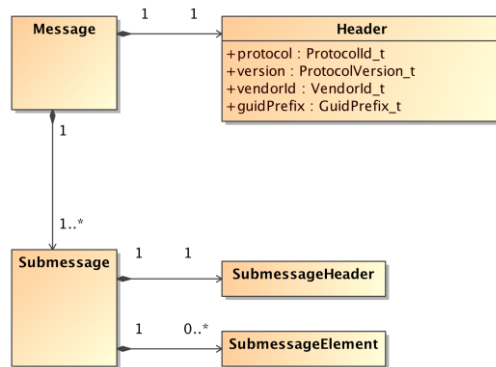 Message
1
1
Header
+protocol : ProtocolId_t
+version : ProtocolVersion_t
+vendorId : VendorId_t
+guidPrefix : GuidPrefix_t
1
1..*
Submessage
1
1
SubmessageHeader
1
0..*
SubmessageElement